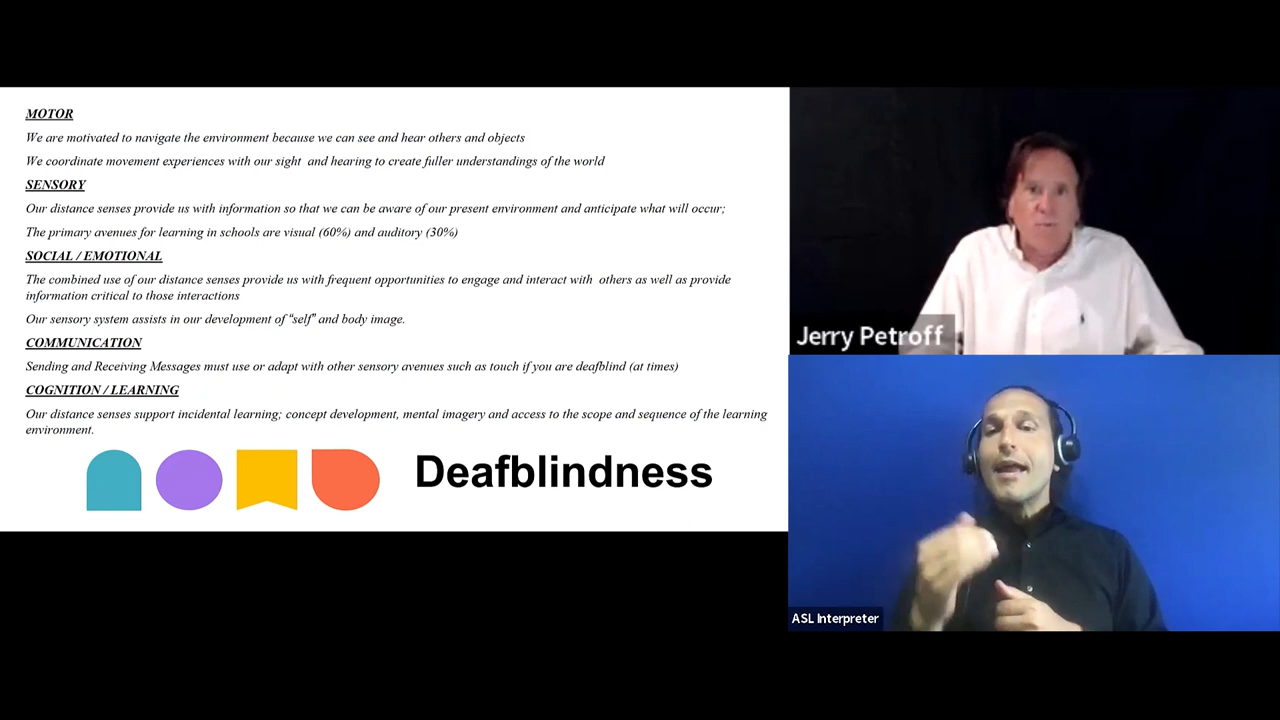 MOTOR
We are motivated to navigate the environment because we can see and hear others and objects
We coordinate movement experiences with our sight and hearing to create fuller understandings of the world
SENSORY
Our distance senses provide us with information so that we can be aware of our present environment and anticipate what will occur;
The primary avenues for learning in schools are visual (60%) and auditory (30%)
SOCIAL / EMOTIONAL
The combined use of our distance senses provide us with frequent opportunities to engage and interact with others as well as provide
information critical to those interactions
Our sensory system assists in our development of "self" and body image.
COMMUNICATION
Sending and Receiving Messages must use or adapt with other sensory avenues such as touch if you are deafblind (at times)
COGNITION / LEARNING
Our distance senses support incidental learning; concept development, mental imagery and access to the scope and sequence of the learning
environment.
Deafblindness
Jerry Petroff
ASL Interpreter